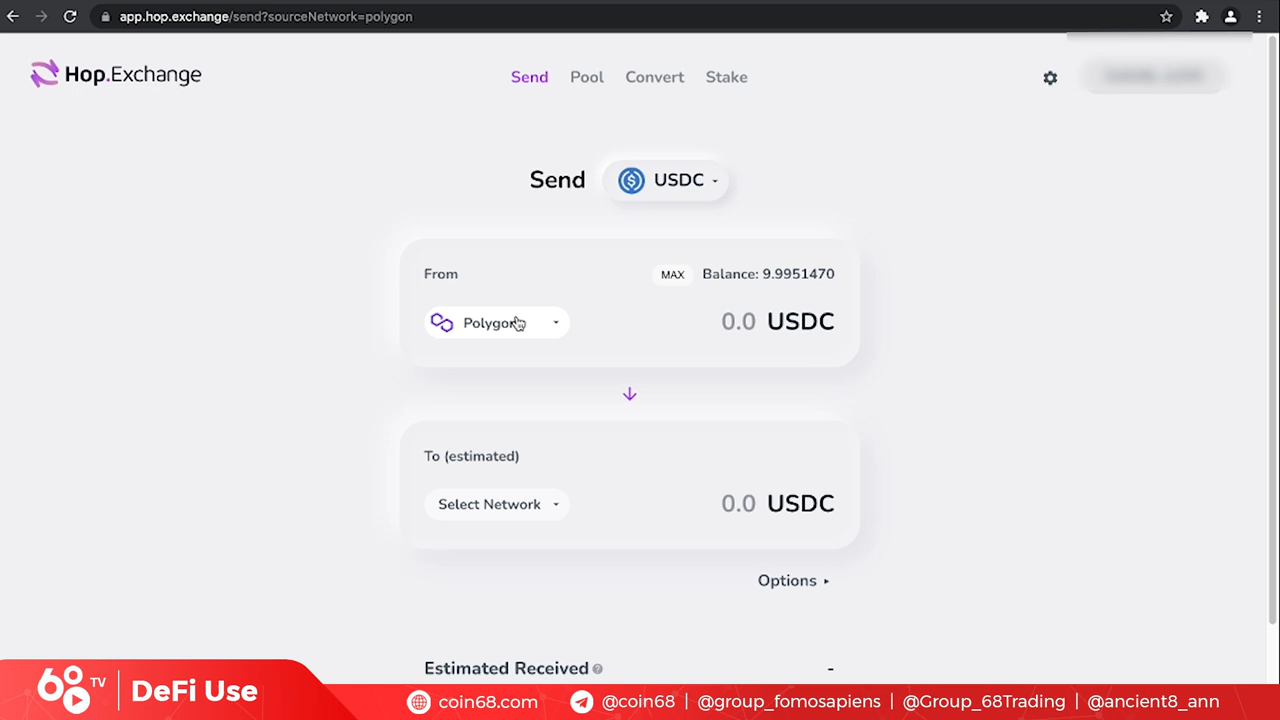 app.hop.exchange/send?sourceNetwork=polygon
Hop.Exchange
Send Pool Convert Stake
Send USDC
From MAX Balance: 9.9951470
Polygon 0.0 USDC
To (estimated)
Select Network 0.0 USDC
Options
Estimated Received ? -
68 TV DeFi Use
coin68.com @coin68 | @group_fomosapiens | @Group_68Trading | @ancient8_ann